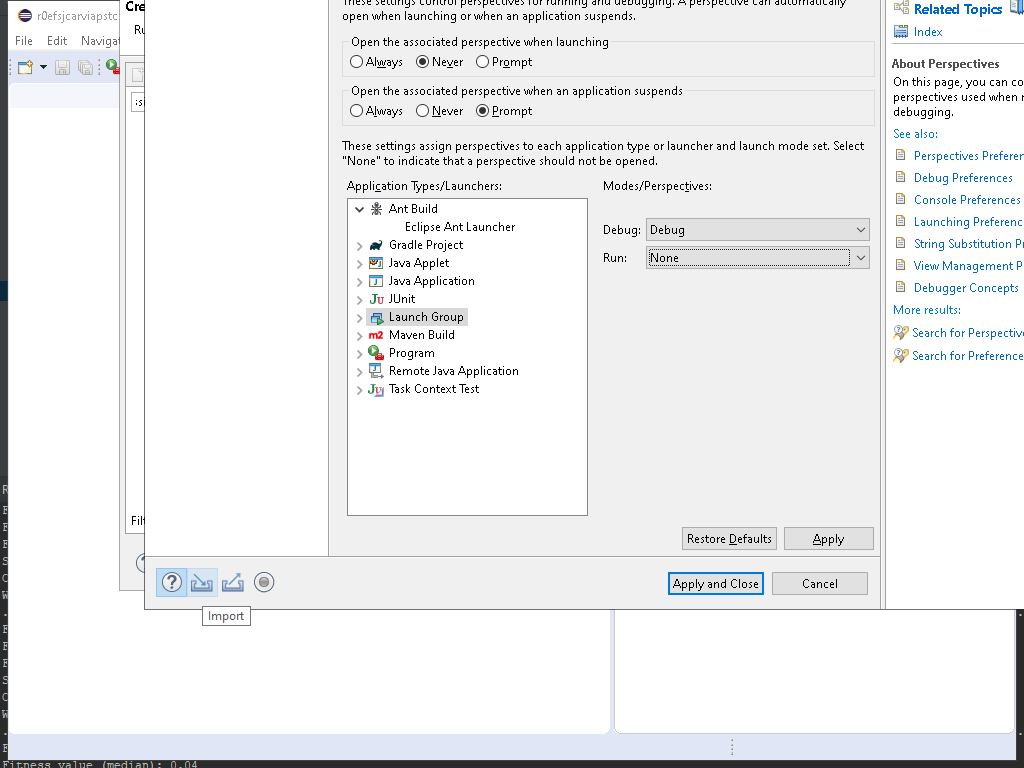 These settings control perspectives for running and debugging. A perspective can automatically
open when launching or when an application suspends.
Open the associated perspective when launching
Always Never Prompt
Open the associated perspective when an application suspends
Always Never Prompt
These settings assign perspectives to each application type or launcher and launch mode set. Select
"None" to indicate that a perspective should not be opened.
Application Types/Launchers:
Modes/Perspectives:
Ant Build
Eclipse Ant Launcher
Gradle Project
Java Applet
Java Application
JUnit
Launch Group
Maven Build
Program
Remote Java Application
Task Context Test
Debug: Debug
Run: None
Restore Defaults
Apply
Apply and Close
Cancel
Import
Related Topics
Index
About Perspectives
On this page, you can co
perspectives used when r
debugging.
See also:
Perspectives Preferen
Debug Preferences
Console Preferences
Launching Preferenc
String Substitution P
View Management P
Debugger Concepts
More results:
Search for Perspective
Search for Preference
r0efsjcarviapstc
File Edit Navigat
Cre
Ru
Filt
Fitness value (median): 0.04